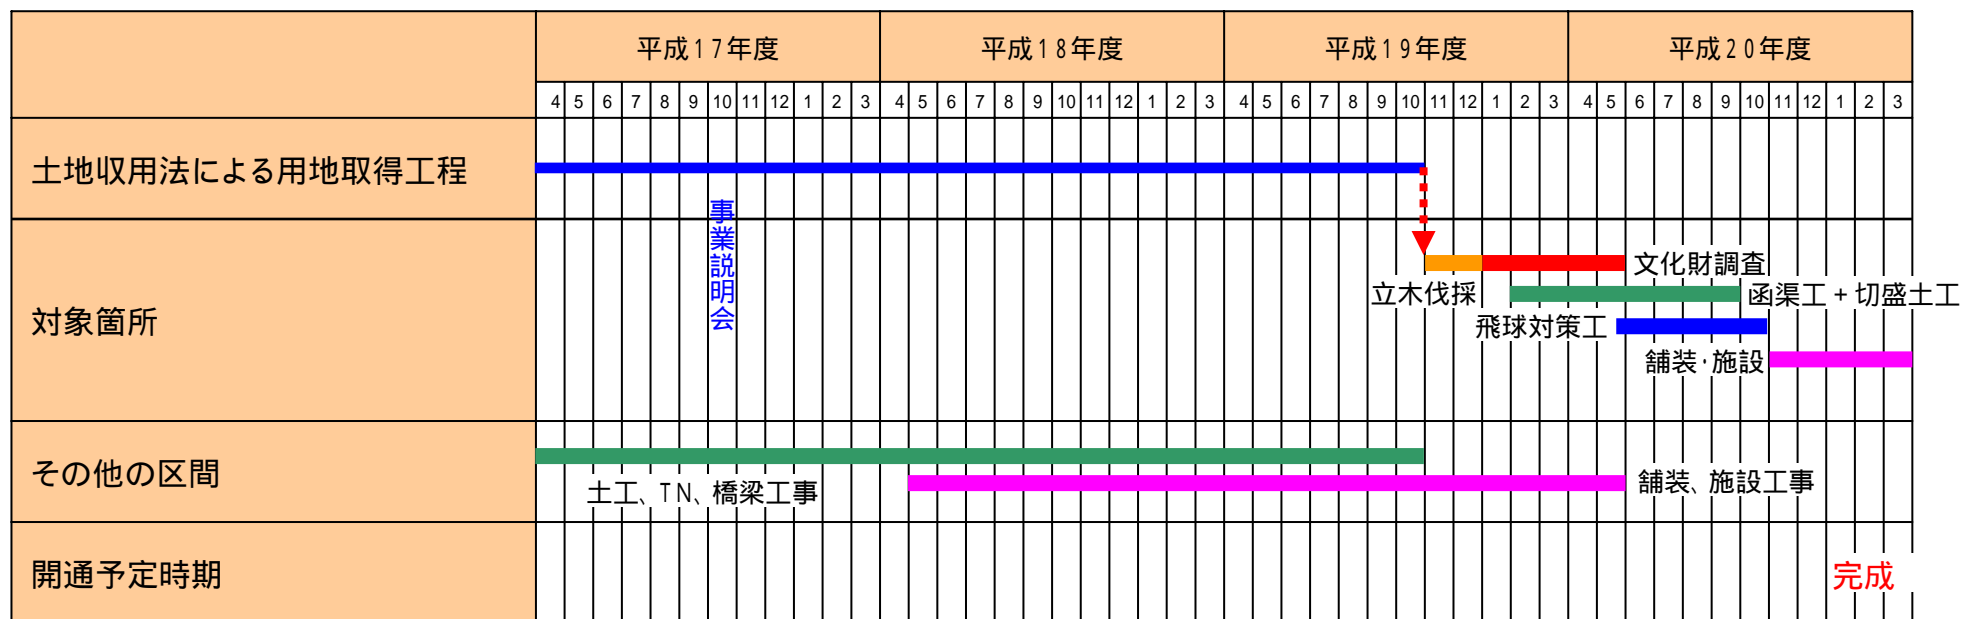 平成17年度 平成18年度 平成19年度 平成20年度
4 5 6 7 8 9 10 11 12 1 2 3 4 5 6 7 8 9 10 11 12 1 2 3 4 5 6 7 8 9 10 11 12 1 2 3 4 5 6 7 8 9 10 11 12 1 2 3
土地収用法による用地取得工程
事業説明会
対象箇所
文化財調査
立木伐採
函渠工+切盛土工
飛球対策工
舗装・施設
その他の区間
土工、TN、橋梁工事
舗装、施設工事
開通予定時期
完成